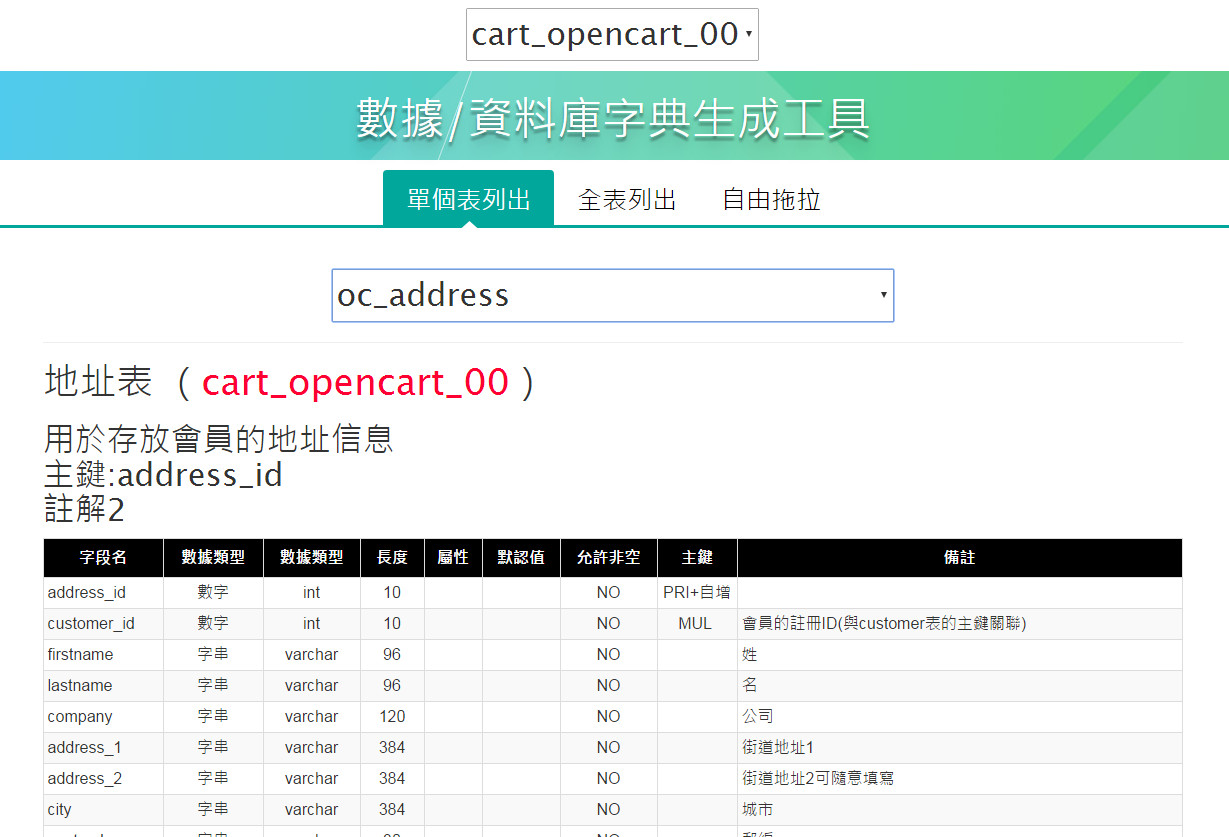 cart_opencart_00
數據/資料庫字典生成工具
單個表列出 全表列出 自由拖拉
oc_address
地址表 ( cart_opencart_00 )
用於存放會員的地址信息
主鍵:address_id
註解2
字段名 數據類型 數據類型 長度 屬性 默認值 允許非空 主鍵 備註
address_id 數字 int 10 NO PRI+自增
customer_id 數字 int 10 NO MUL 會員的註冊ID(與customer表的主鍵關聯)
firstname 字串 varchar 96 NO 姓
lastname 字串 varchar 96 NO 名
company 字串 varchar 120 NO 公司
address_1 字串 varchar 384 NO 街道地址1
address_2 字串 varchar 384 NO 街道地址2可隨意填寫
city 字串 varchar 384 NO 城市